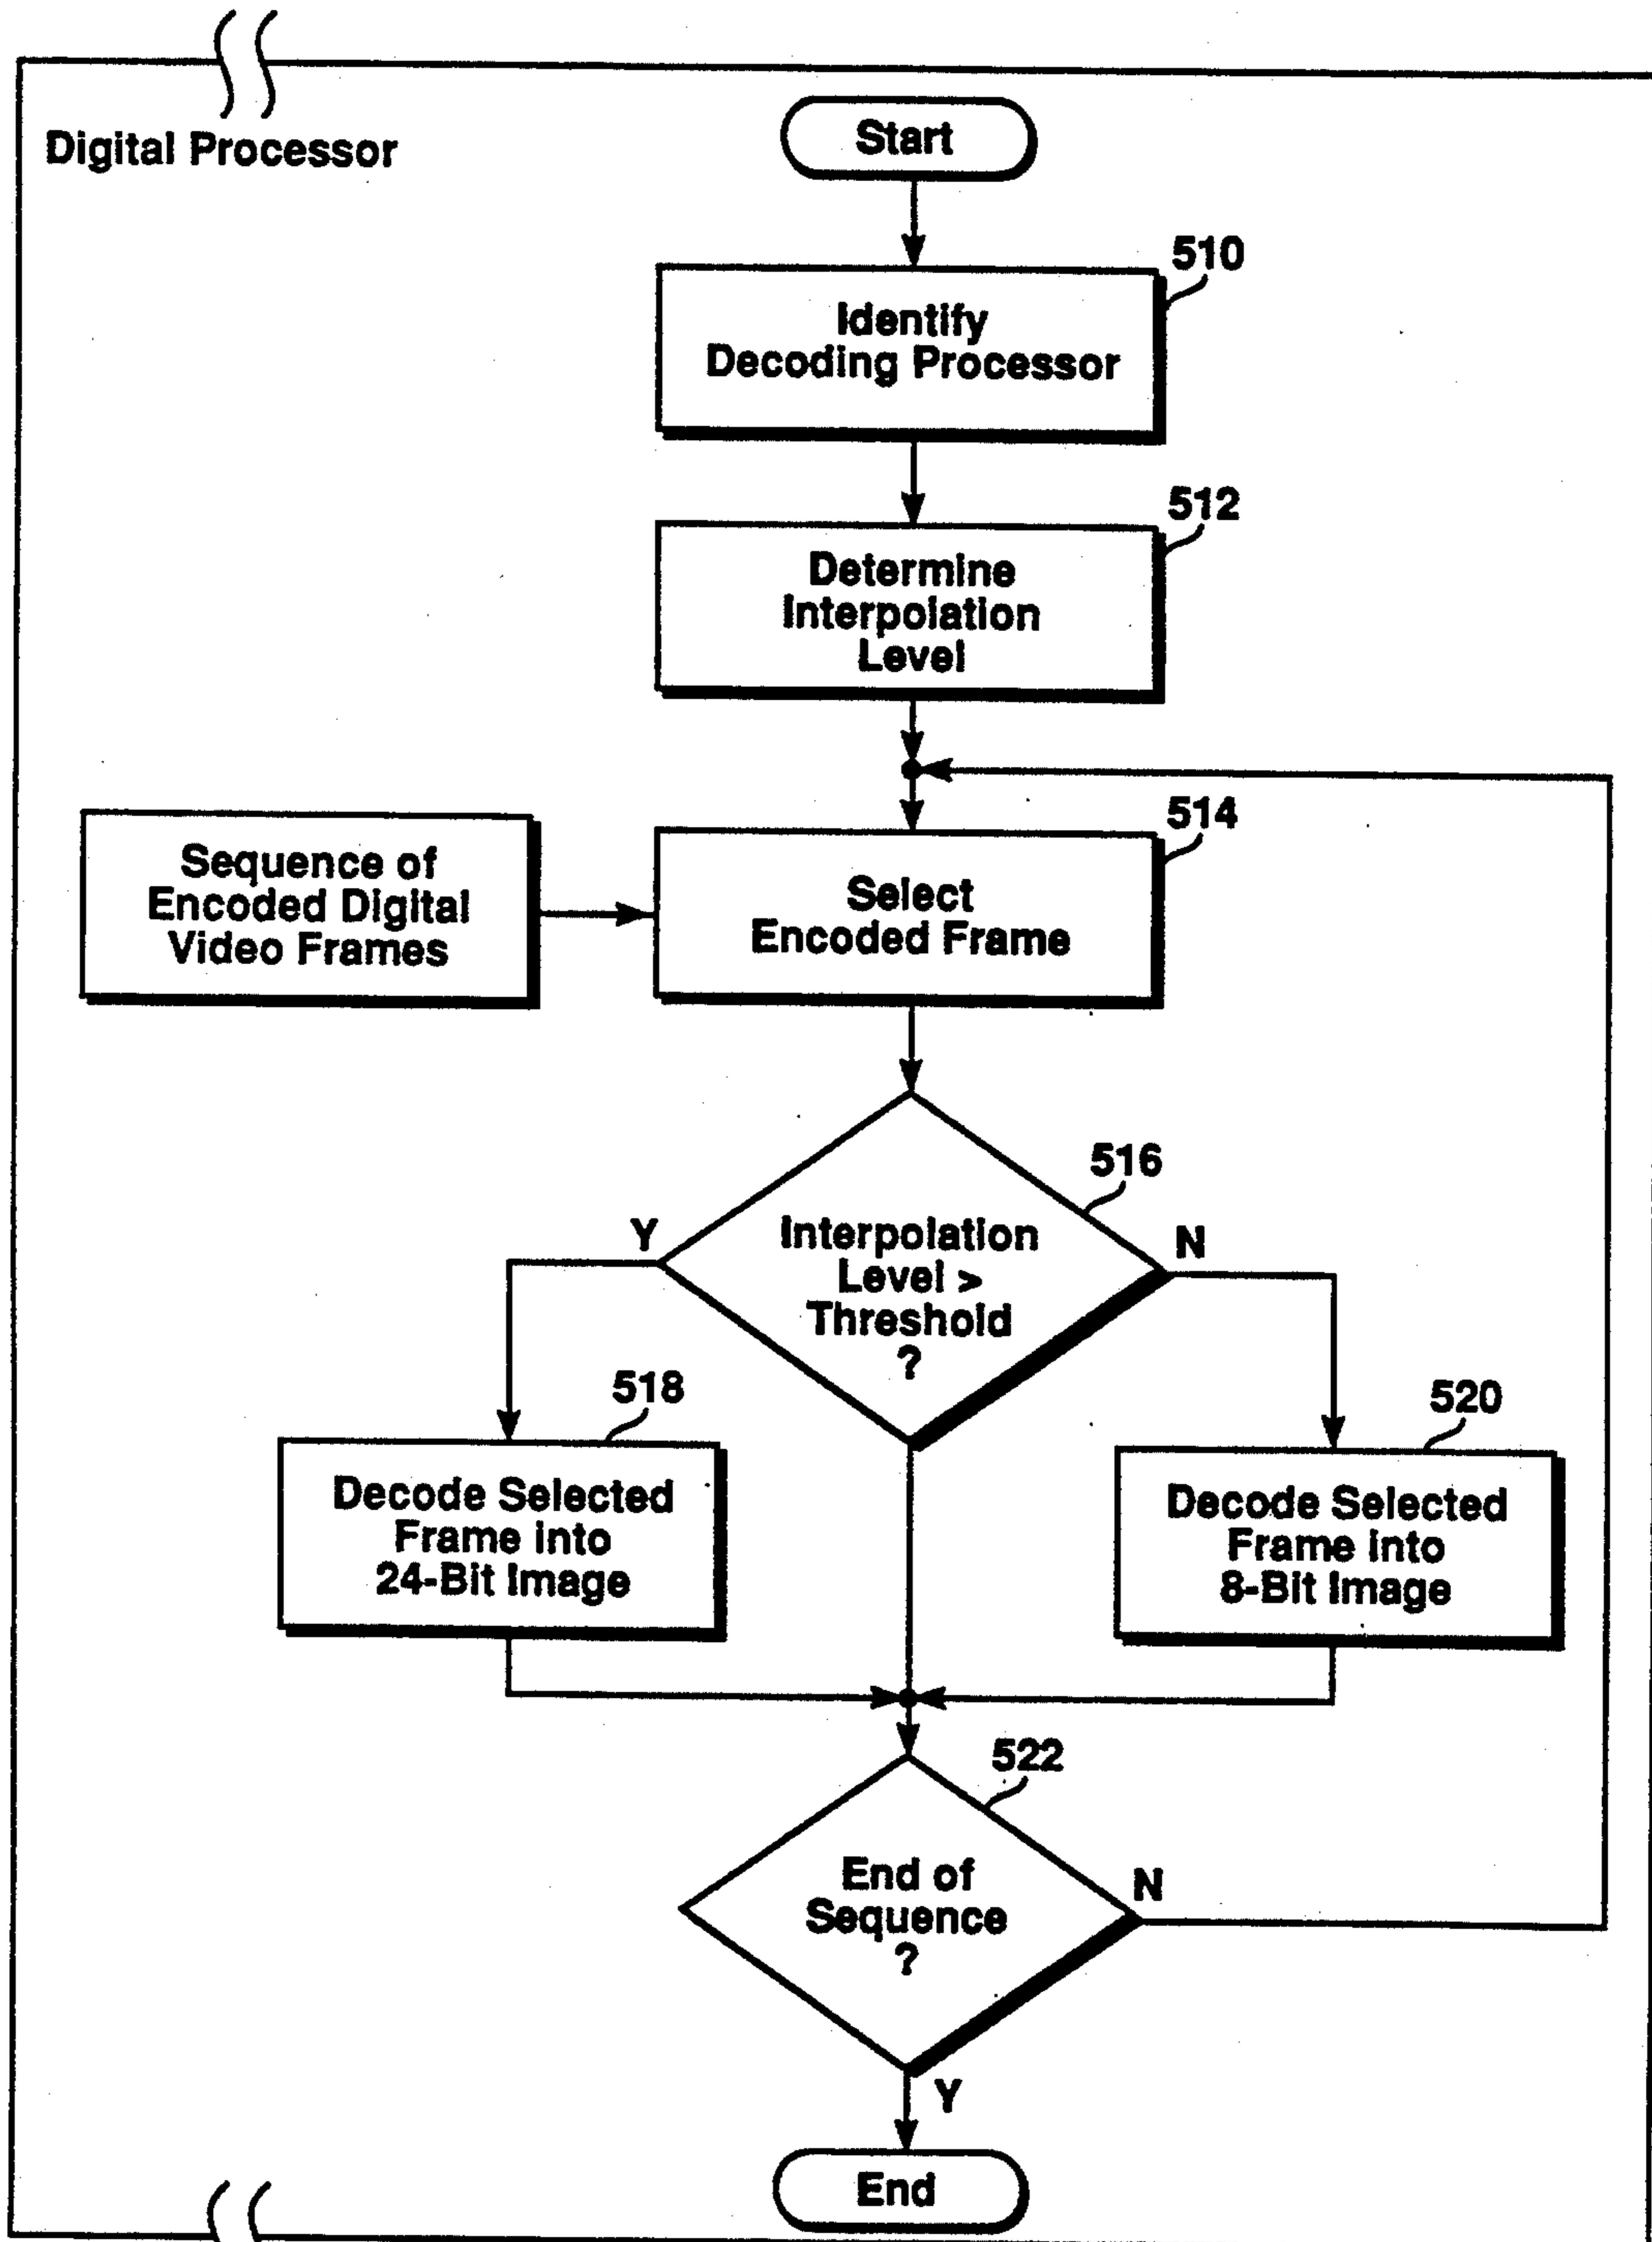 Digital Processor
Start
510
Identify
Decoding Processor
512
Determine
Interpolation
Level
514
Sequence of
Encoded Digital
Video Frames
Select
Encoded Frame
516
Y
Interpolation
Level >
Threshold
?
N
518
Decode Selected
Frame into
24-Bit Image
520
Decode Selected
Frame into
8-Bit Image
522
End of
Sequence
?
N
Y
End